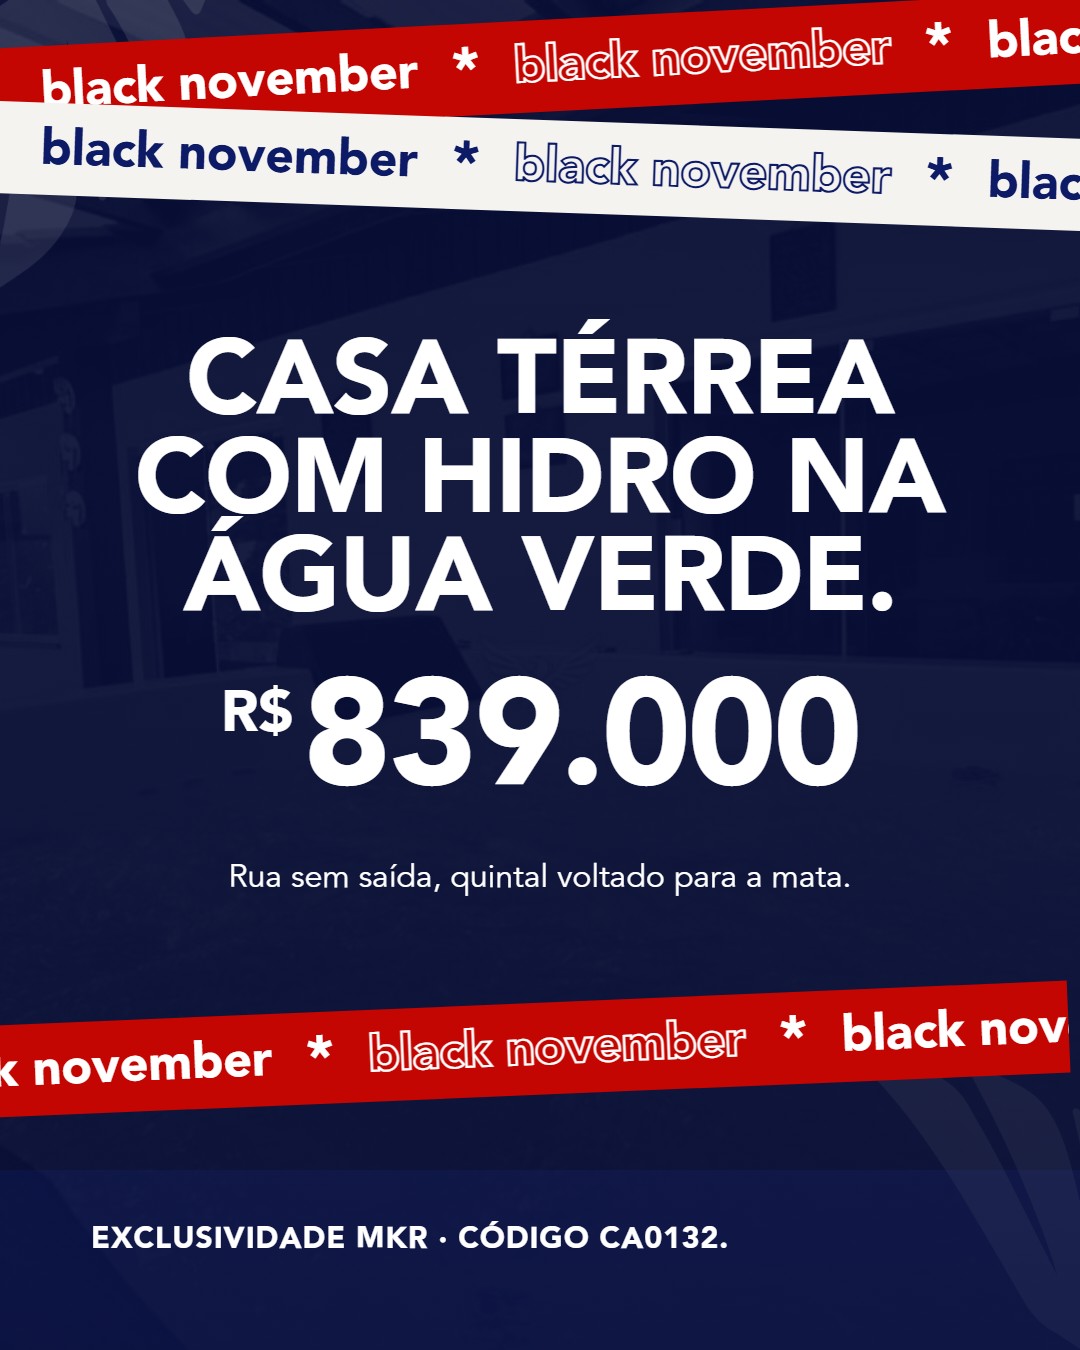 black november * black november * blac
black november * black november * blac
CASA TÉRREA
COM HIDRO NA
ÁGUA VERDE.
R$ 839.000
Rua sem saída, quintal voltado para a mata.
k november * black november * black nov
EXCLUSIVIDADE MKR · CÓDIGO CA0132.